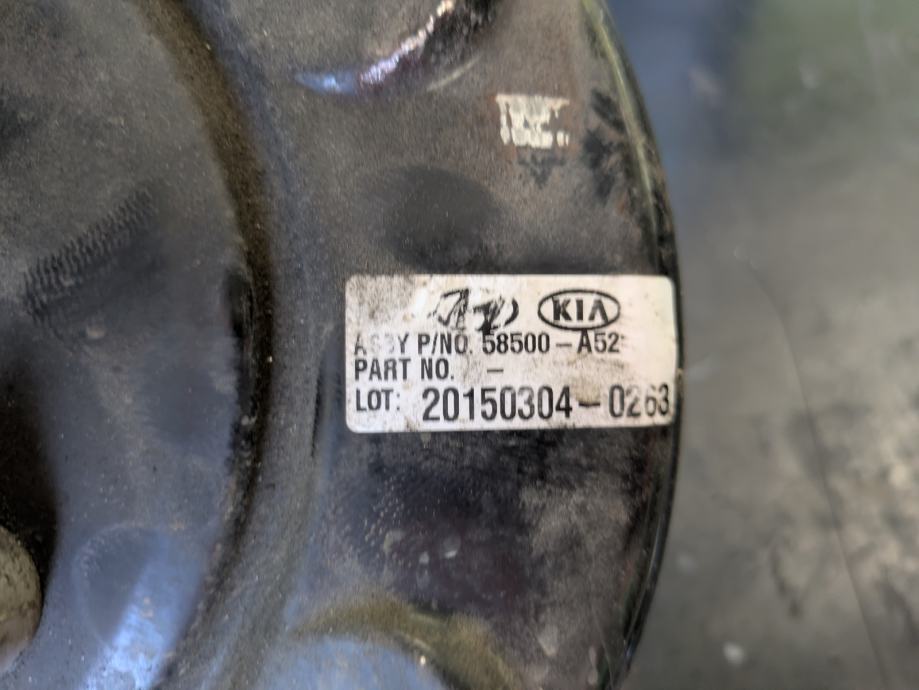 KIA
ASSY P/NO. 58500-A52
PART NO. -
LOT: 20150304-0263